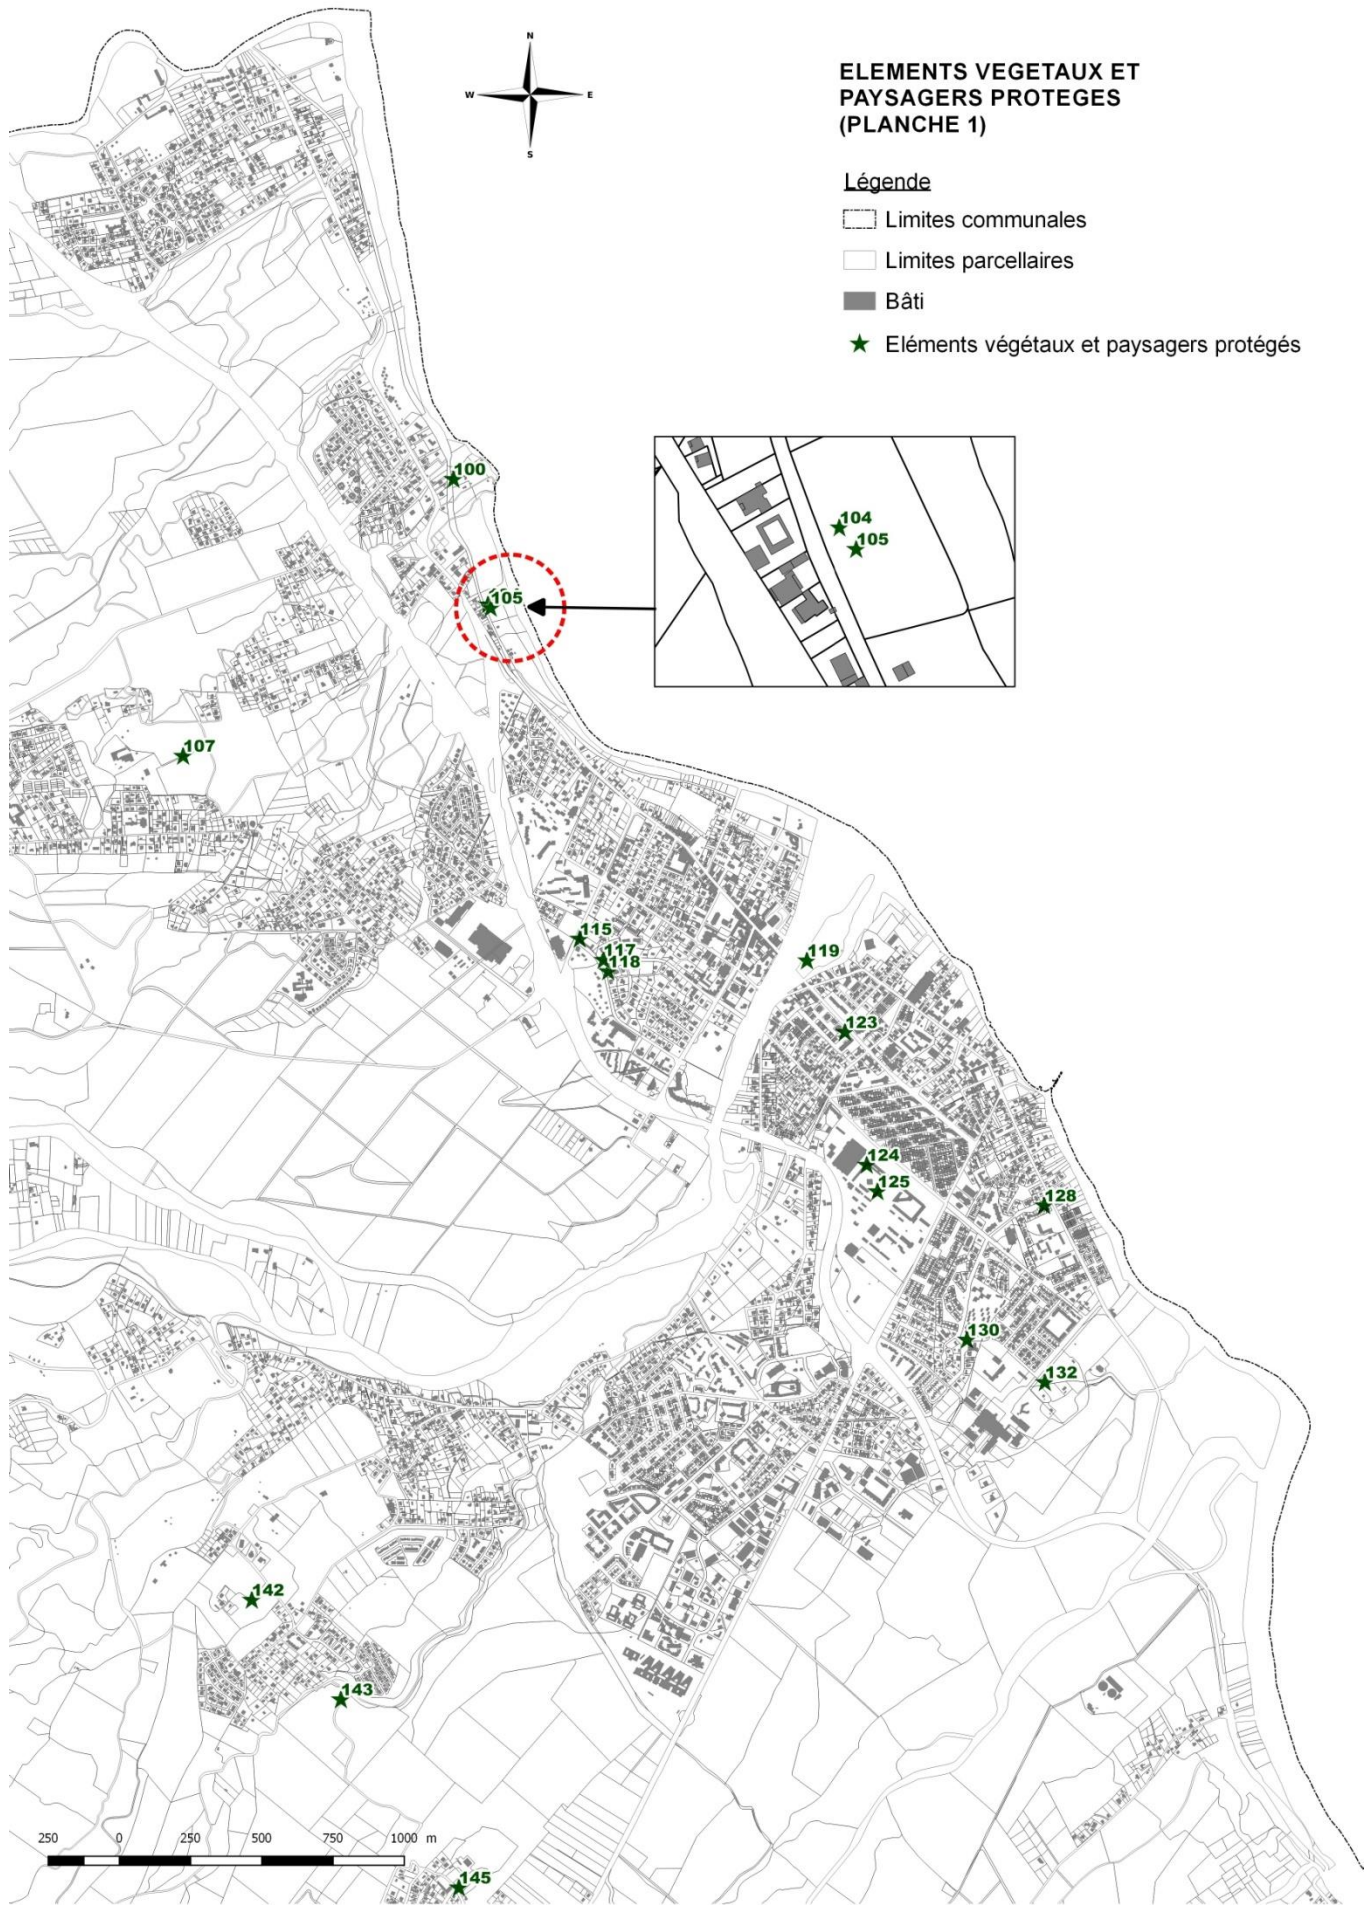 N
W
E
S
ELEMENTS VEGETAUX ET
PAYSAGERS PROTEGES
(PLANCHE 1)
Légende
Limites communales
Limites parcellaires
Bâti
Eléments végétaux et paysagers protégés
100
104
105
105
107
115
117
118
119
123
124
125
128
130
132
142
143
250 0 250 500 750 1000 m
145